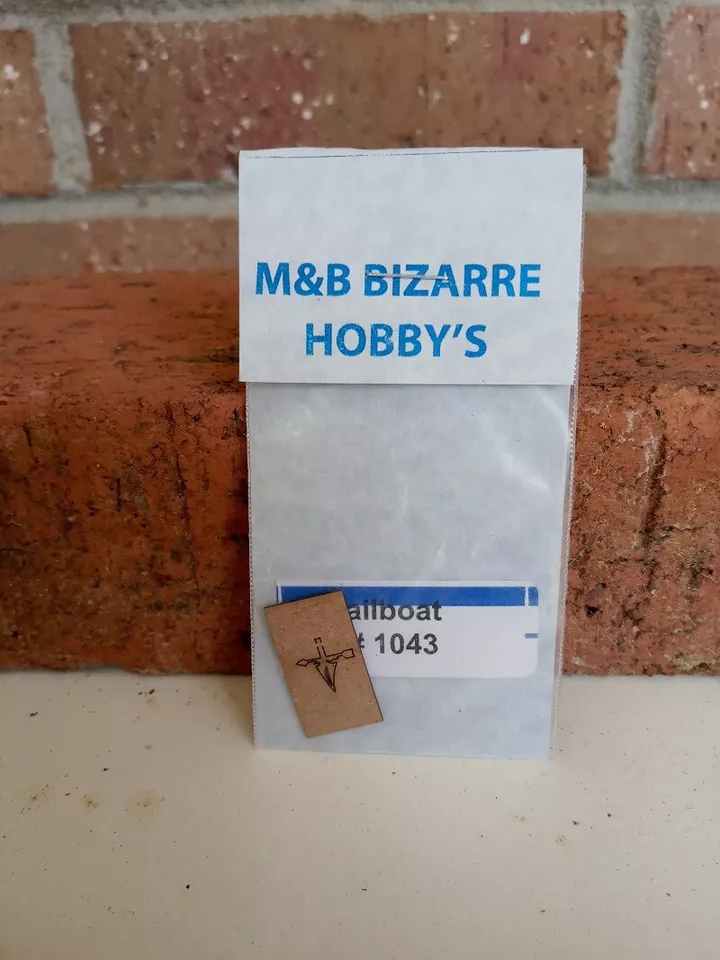 M&B BIZARRE
HOBBY'S
ailboat
# 1043